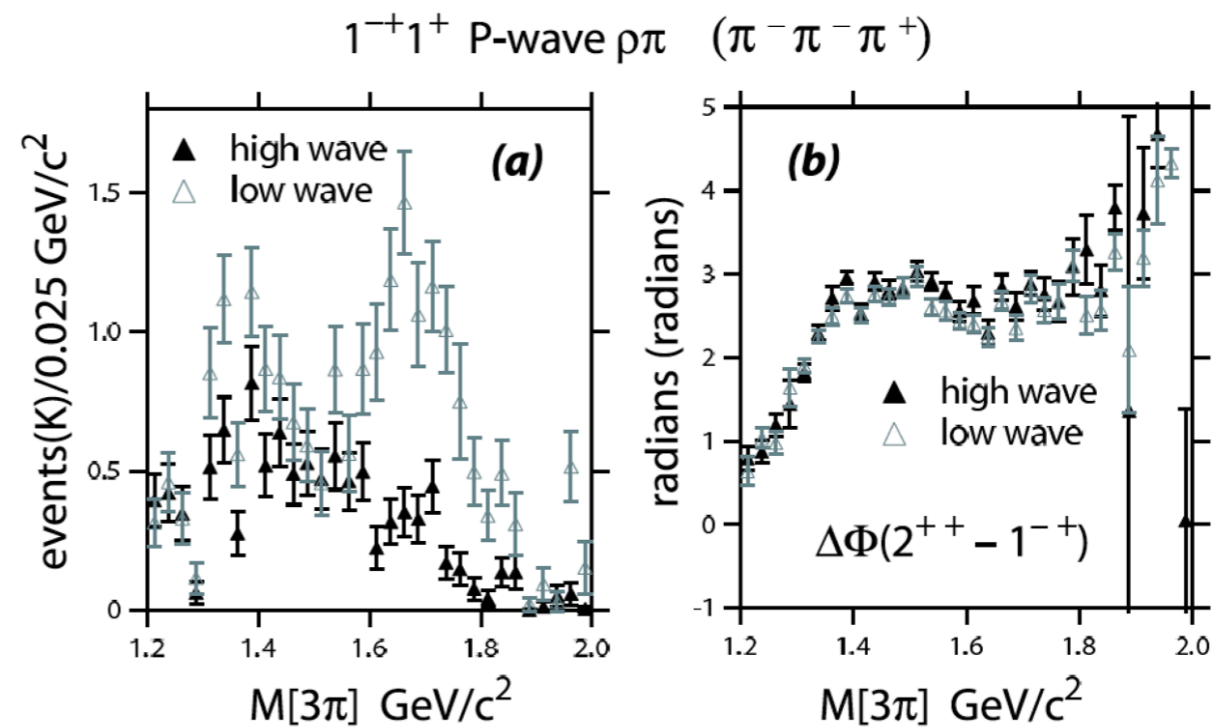 1⁻⁺1⁺ P-wave ρπ (π⁻π⁻π⁺)
events(K)/0.025 GeV/c²
1.5
1.0
0.5
0
▲ high wave
△ low wave
(a)
1.2 1.4 1.6 1.8 2.0
M[3π] GeV/c²
radians (radians)
5
4
3
2
1
0
-1
(b)
▲ high wave
△ low wave
ΔΦ(2⁺⁺ – 1⁻⁺)
1.2 1.4 1.6 1.8 2.0
M[3π] GeV/c²